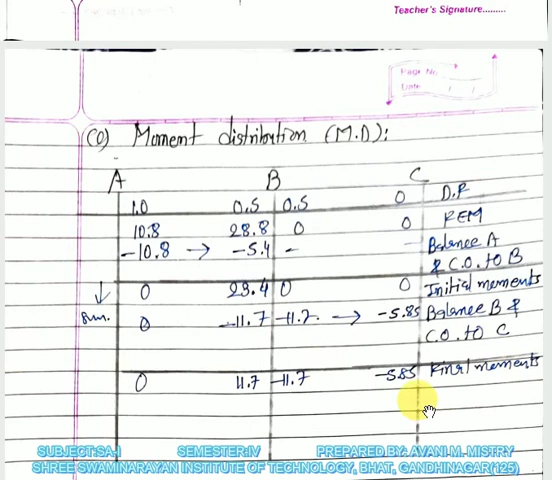 Teacher's Signature.........
Page No.
Date / /
(c) Moment distribution (M.D):
A B C
1.0 0.5 0.5 0 D.F
10.8 28.8 0 0 FEM
-10.8 → -5.4 - - Balance A
& C.O. to B
↓ 0 23.4 0 0 Initial moments
Sum. 0 -11.7 -11.7 → -5.85 Balance B &
C.O. to C
0 11.7 -11.7 -5.85 Final moments
SUBJECT:SA-I SEMESTER:IV PREPARED BY: AVANI.M. MISTRY
SHREE SWAMINARAYAN INSTITUTE OF TECHNOLOGY, BHAT, GANDHINAGAR(125)